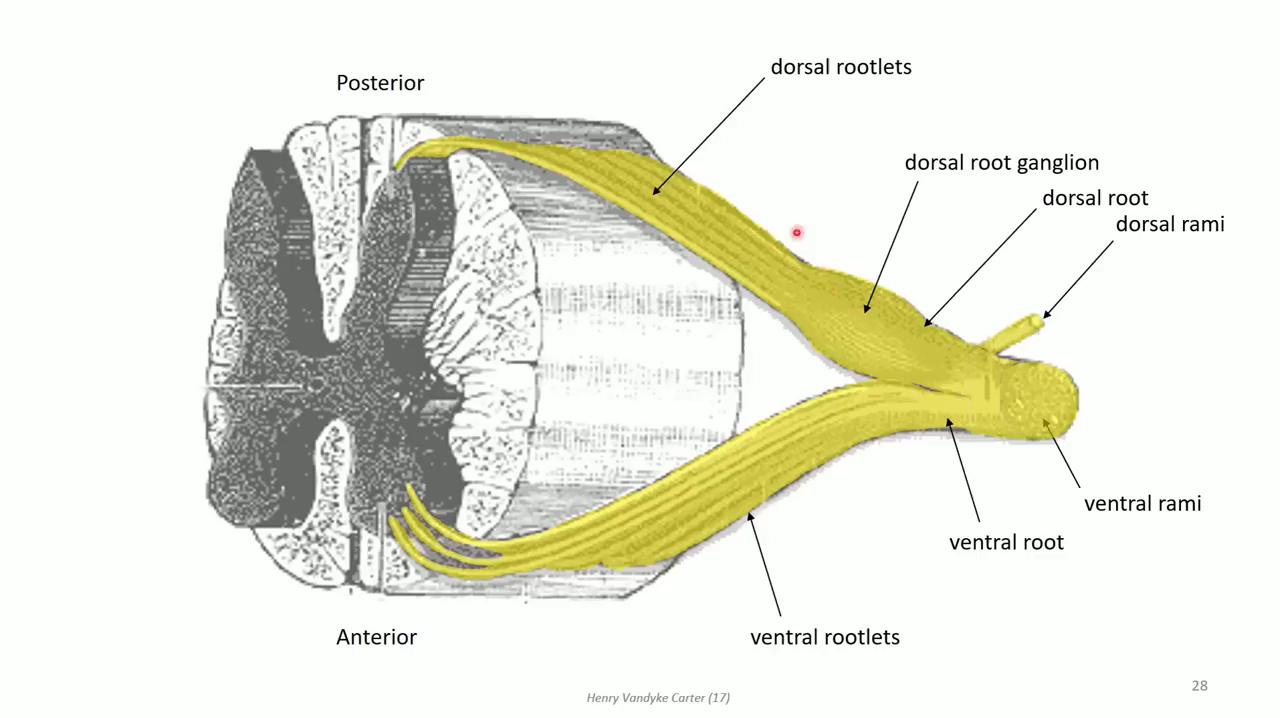 dorsal rootlets
Posterior
dorsal root ganglion
dorsal root
dorsal rami
ventral rami
ventral root
Anterior
ventral rootlets
Henry Vandyke Carter (17)
28